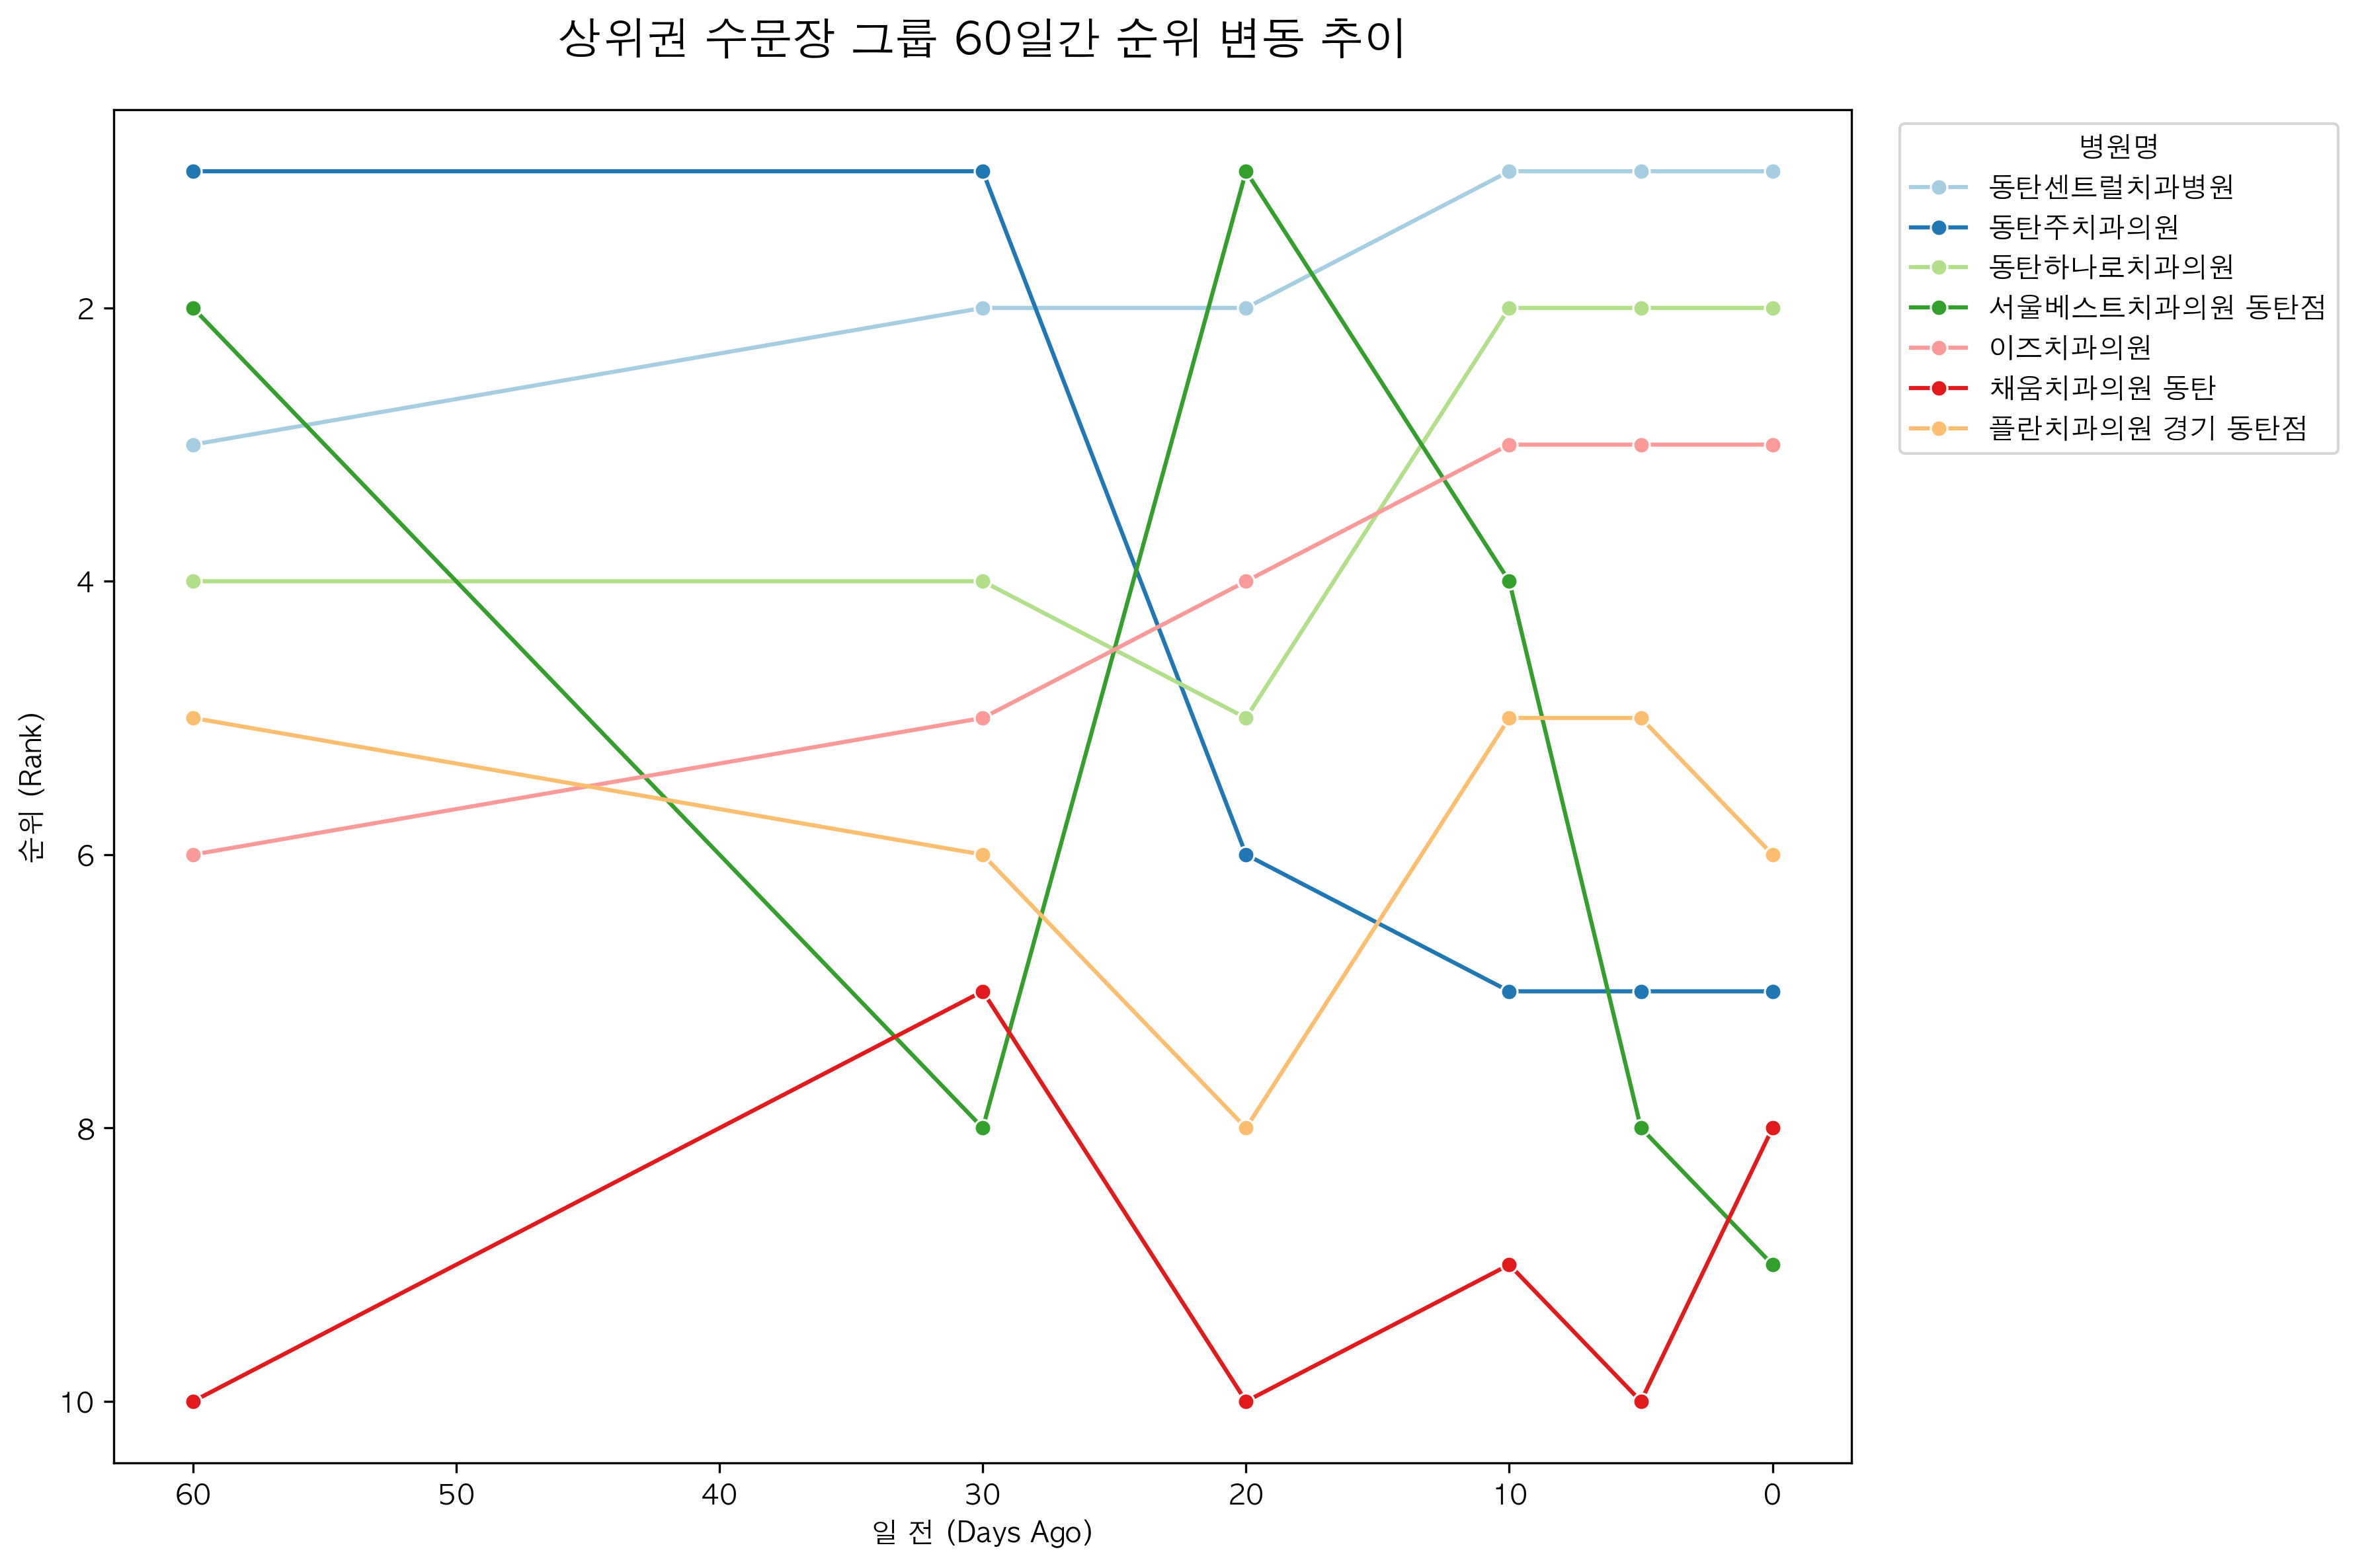 상위권 수문장 그룹 60일간 순위 변동 추이
병원명
동탄센트럴치과병원
동탄주치과의원
동탄하나로치과의원
서울베스트치과의원 동탄점
이즈치과의원
채움치과의원 동탄
플란치과의원 경기 동탄점
순위 (Rank)
2
4
6
8
10
60 50 40 30 20 10 0
일 전 (Days Ago)